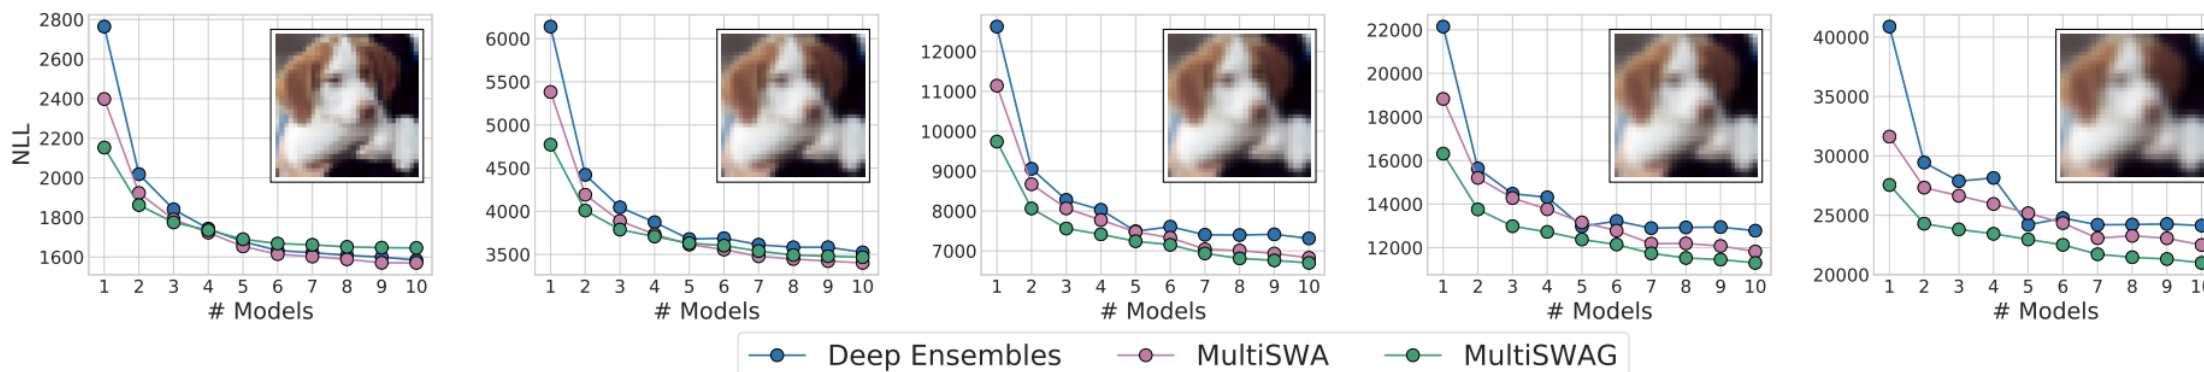 NLL
2800
2600
2400
2200
2000
1800
1600
1 2 3 4 5 6 7 8 9 10
# Models
6000
5500
5000
4500
4000
3500
1 2 3 4 5 6 7 8 9 10
# Models
12000
11000
10000
9000
8000
7000
1 2 3 4 5 6 7 8 9 10
# Models
22000
20000
18000
16000
14000
12000
1 2 3 4 5 6 7 8 9 10
# Models
40000
35000
30000
25000
20000
1 2 3 4 5 6 7 8 9 10
# Models
Deep Ensembles MultiSWA MultiSWAG